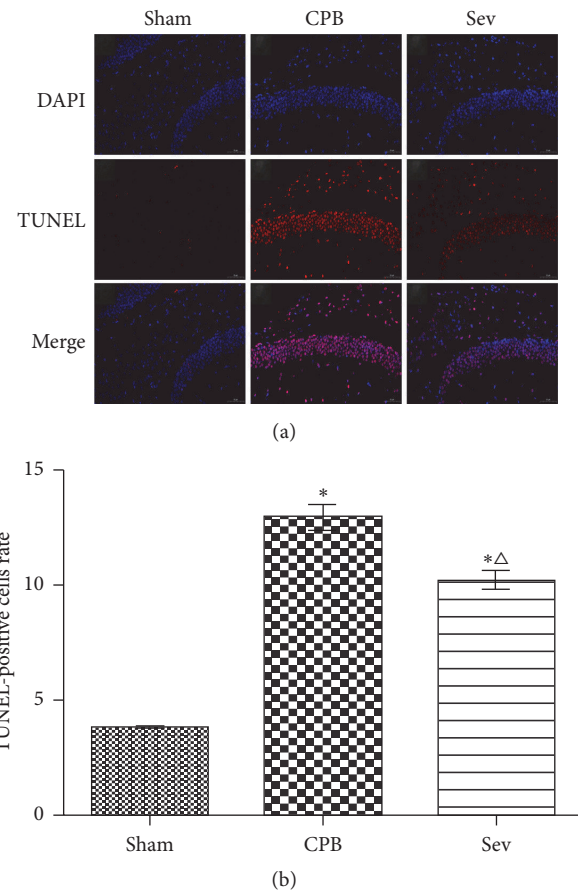 Sham CPB Sev
DAPI
TUNEL
Merge
(a)
TUNEL-positive cells rate
15
10
5
0
*
*△
Sham CPB Sev
(b)